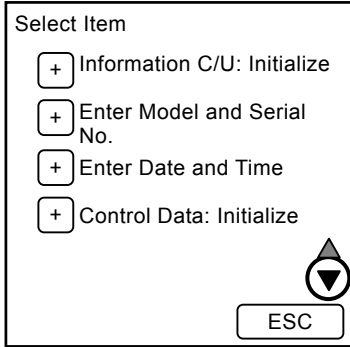 Select Item
+ Information C/U: Initialize
+ Enter Model and Serial
No.
+ Enter Date and Time
+ Control Data: Initialize
ESC